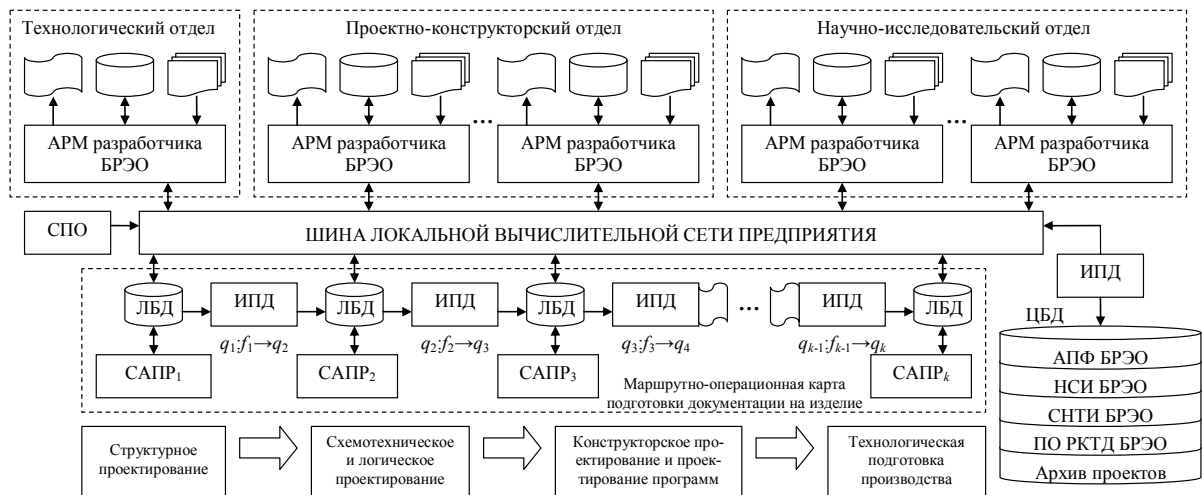 Технологический отдел
Проектно-конструкторский отдел
Научно-исследовательский отдел
...
...
АРМ разработчика
БРЭО
АРМ разработчика
БРЭО
АРМ разработчика
БРЭО
АРМ разработчика
БРЭО
АРМ разработчика
БРЭО
СПО
ШИНА ЛОКАЛЬНОЙ ВЫЧИСЛИТЕЛЬНОЙ СЕТИ ПРЕДПРИЯТИЯ
ИПД
ЛБД
ИПД
ЛБД
ИПД
ЛБД
ИПД
...
ИПД
ЛБД
q1;f1→q2
q2;f2→q3
q3;f3→q4
qk-1;fk-1→qk
САПР1
САПР2
САПР3
САПРk
Маршрутно-операционная карта
подготовки документации на изделие
ЦБД
АПФ БРЭО
НСИ БРЭО
СНТИ БРЭО
ПО РКТД БРЭО
Архив проектов
Структурное
проектирование
Схемотехническое
и логическое
проектирование
Конструкторское про-
ектирование и проек-
тирование программ
Технологическая
подготовка
производства